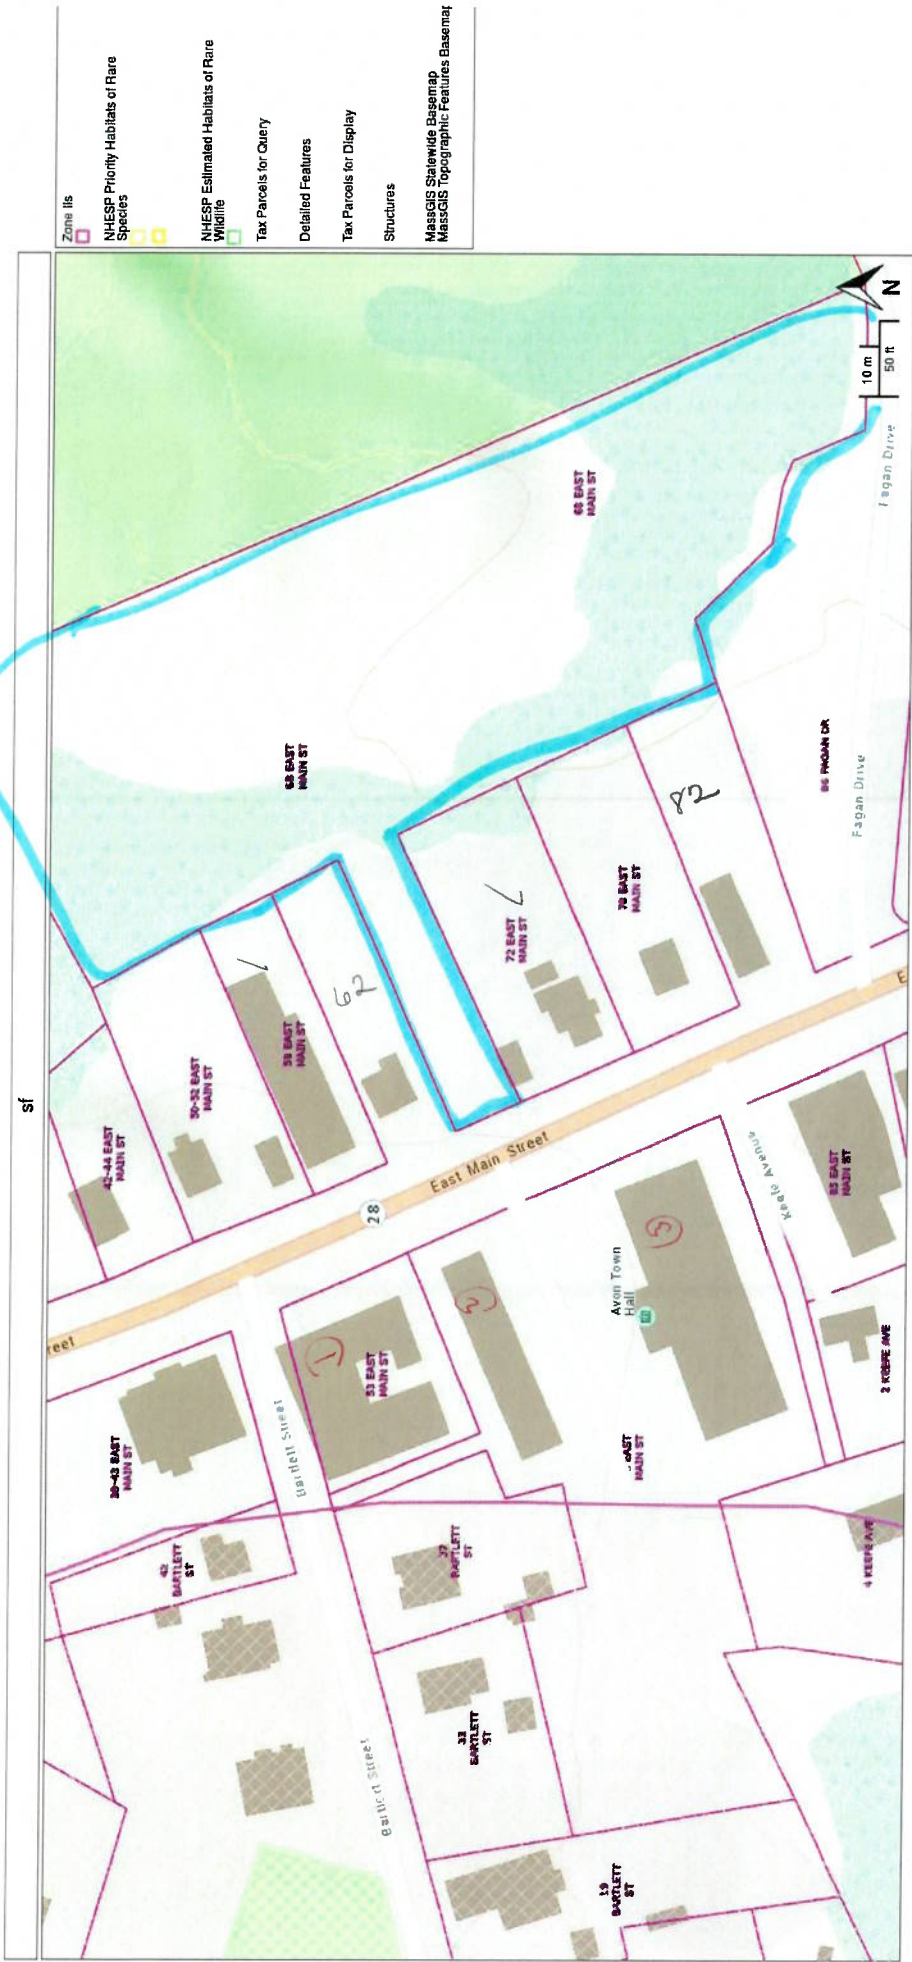 sf
Zone IIs
NHESP Priority Habitats of Rare
Species
NHESP Estimated Habitats of Rare
Wildlife
Tax Parcels for Query
Detailed Features
Tax Parcels for Display
Structures
MassGIS Statewide Basemap
MassGIS Topographic Features Basemap
reet
42-44 EAST
MAIN ST
50-52 EAST
MAIN ST
58 EAST
MAIN ST
62
68 EAST
MAIN ST
68 EAST
MAIN ST
72 EAST
MAIN ST
78 EAST
MAIN ST
82
86 FAGAN DR
Fagan Drive
Fagan Drive
10 m
50 ft
N
28
East Main Street
E
Bartlett Street
53 EAST
MAIN ST
1
2
3
Avon Town
Hall
EAST
MAIN ST
Keefe Avenue
85 EAST
MAIN ST
2 KEEFE AVE
4 KEEFE AVE
42
BARTLETT
ST
37
BARTLETT
ST
Bartlett Street
33
BARTLETT
ST
19
BARTLETT
ST